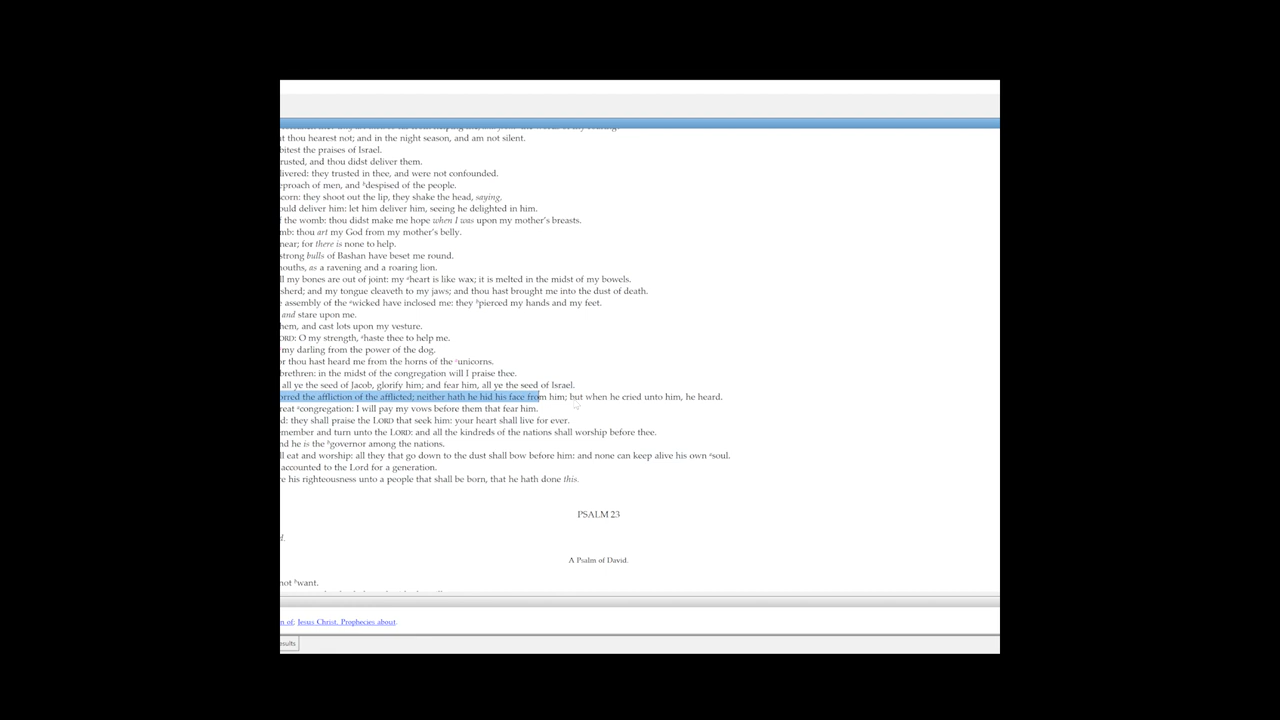 t thou hearest not; and in the night season, and am not silent.
bitest the praises of Israel.
rusted, and thou didst deliver them.
livered: they trusted in thee, and were not confounded.
eproach of men, and bdespised of the people.
corn: they shoot out the lip, they shake the head, saying,
ould deliver him: let him deliver him, seeing he delighted in him.
f the womb: thou didst make me hope when I was upon my mother's breasts.
mb: thou art my God from my mother's belly.
near; for there is none to help.
strong bulls of Bashan have beset me round.
nouths, as a ravening and a roaring lion.
ll my bones are out of joint: my aheart is like wax; it is melted in the midst of my bowels.
sherd; and my tongue cleaveth to my jaws; and thou hast brought me into the dust of death.
e assembly of the awicked have inclosed me: they bpierced my hands and my feet.
and stare upon me.
hem, and cast lots upon my vesture.
ORD: O my strength, ahaste thee to help me.
my darling from the power of the dog.
or thou hast heard me from the horns of the cunicorns.
brethren: in the midst of the congregation will I praise thee.
all ye the seed of Jacob, glorify him; and fear him, all ye the seed of Israel.
orred the affliction of the afflicted; neither hath he hid his face from him; but when he cried unto him, he heard.
reat acongregation: I will pay my vows before them that fear him.
d: they shall praise the LORD that seek him: your heart shall live for ever.
emember and turn unto the LORD: and all the kindreds of the nations shall worship before thee.
nd he is the bgovernor among the nations.
ll eat and worship: all they that go down to the dust shall bow before him: and none can keep alive his own asoul.
accounted to the Lord for a generation.
re his righteousness unto a people that shall be born, that he hath done this.
PSALM 23
d.
A Psalm of David.
not bwant.
n of; Jesus Christ, Prophecies about.
esults